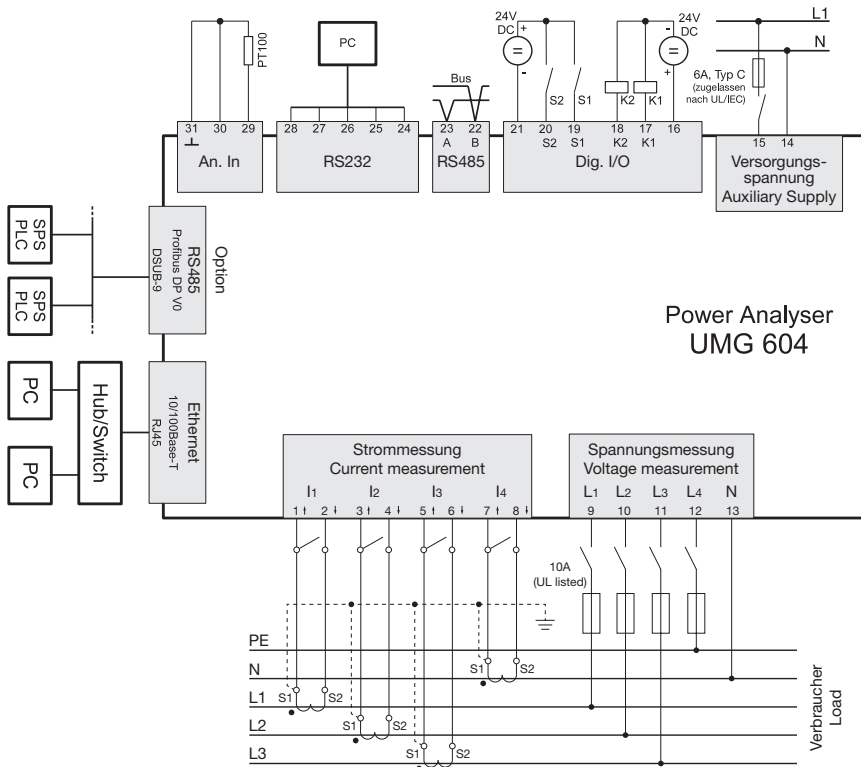 24V
DC
+
-
24V
DC
-
+
L1
N
PT100
PC
Bus
S2
S1
K2
K1
6A, Typ C
(zugelassen
nach UL/IEC)
31
30
29
28
27
26
25
24
23
22
21
20
19
18
17
16
15
14
A
B
S2
S1
K2
K1
An. In
RS232
RS485
Dig. I/O
Versorgungs-
spannung
Auxiliary Supply
SPS
PLC
SPS
PLC
RS485
Profibus DP V0
DSUB-9
Option
Power Analyser
UMG 604
PC
PC
Hub/Switch
Ethernet
10/100Base-T
RJ45
Strommessung
Current measurement
I1
I2
I3
I4
1
2
3
4
5
6
7
8
Spannungsmessung
Voltage measurement
L1
L2
L3
L4
N
9
10
11
12
13
10A
(UL listed)
PE
N
L1
L2
L3
S1
S2
S1
S2
S1
S2
S1
S2
Verbraucher
Load